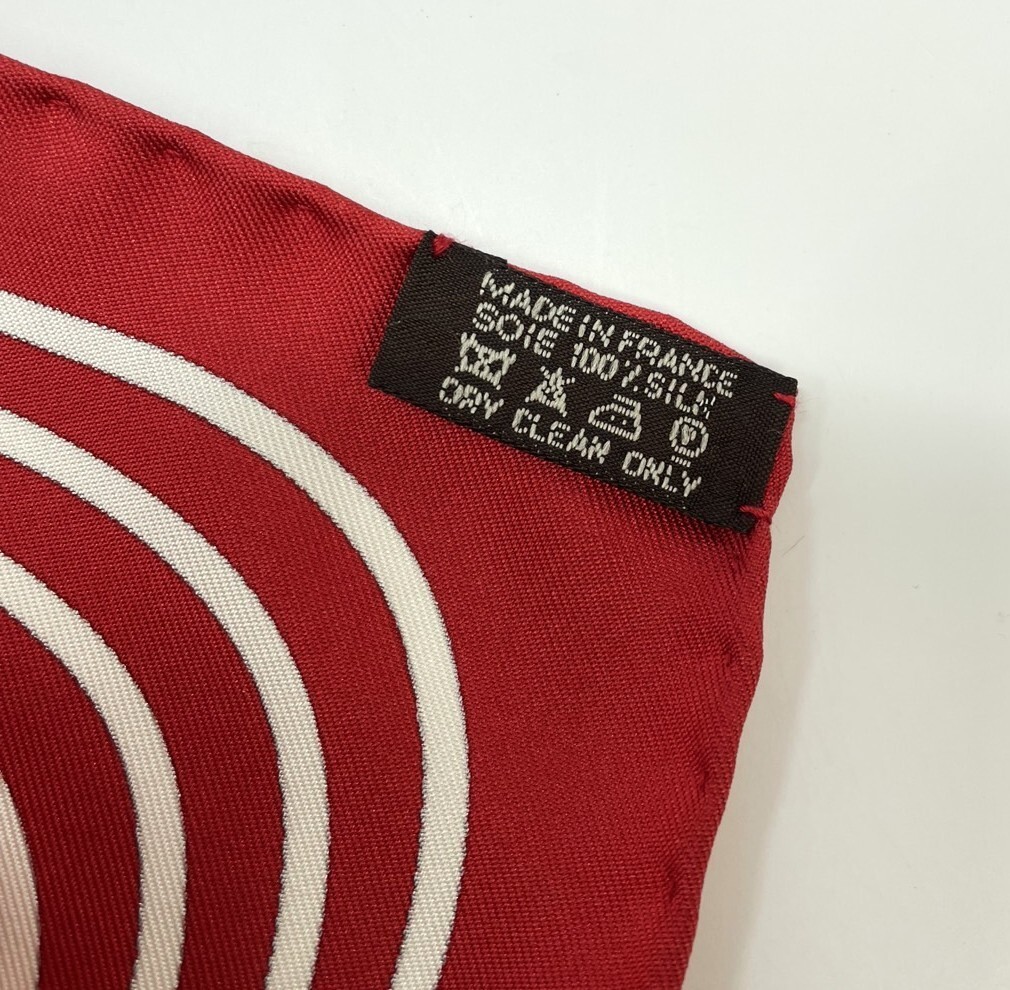 MADE IN FRANCE
SOIE 100% SILK
DRY CLEAN ONLY